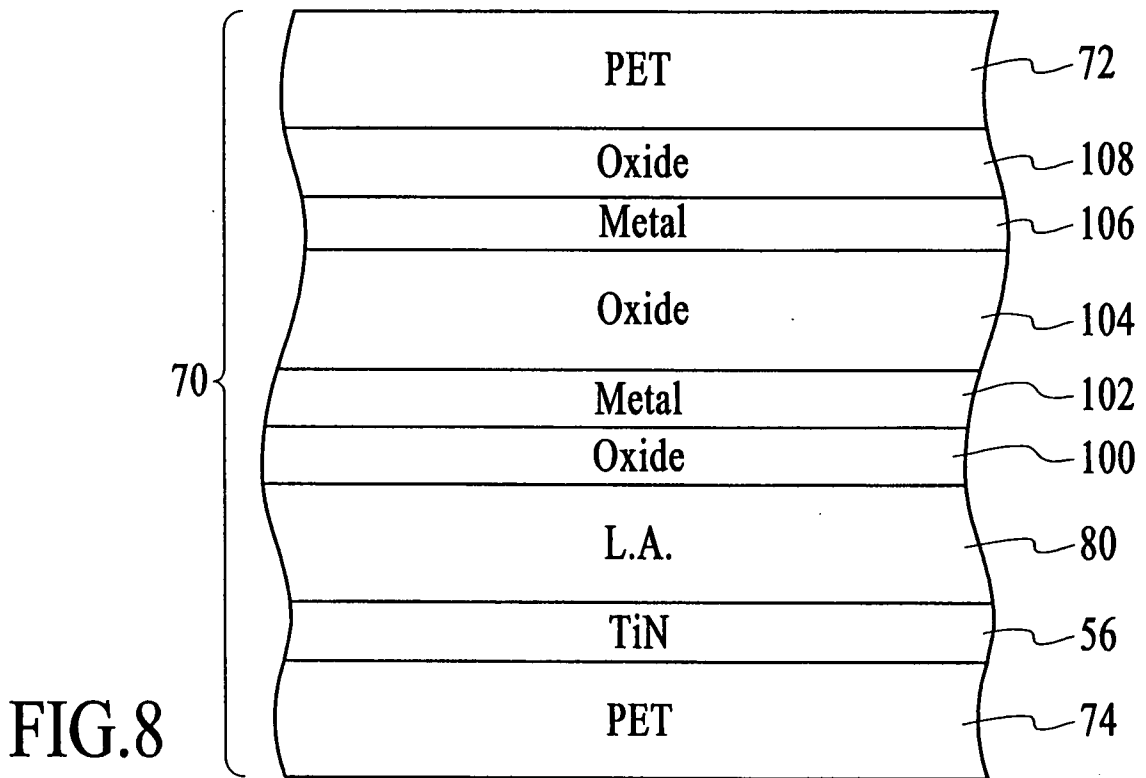 PET 72
Oxide 108
Metal 106
Oxide 104
70
Metal 102
Oxide 100
L.A. 80
TiN 56
PET 74
FIG.8